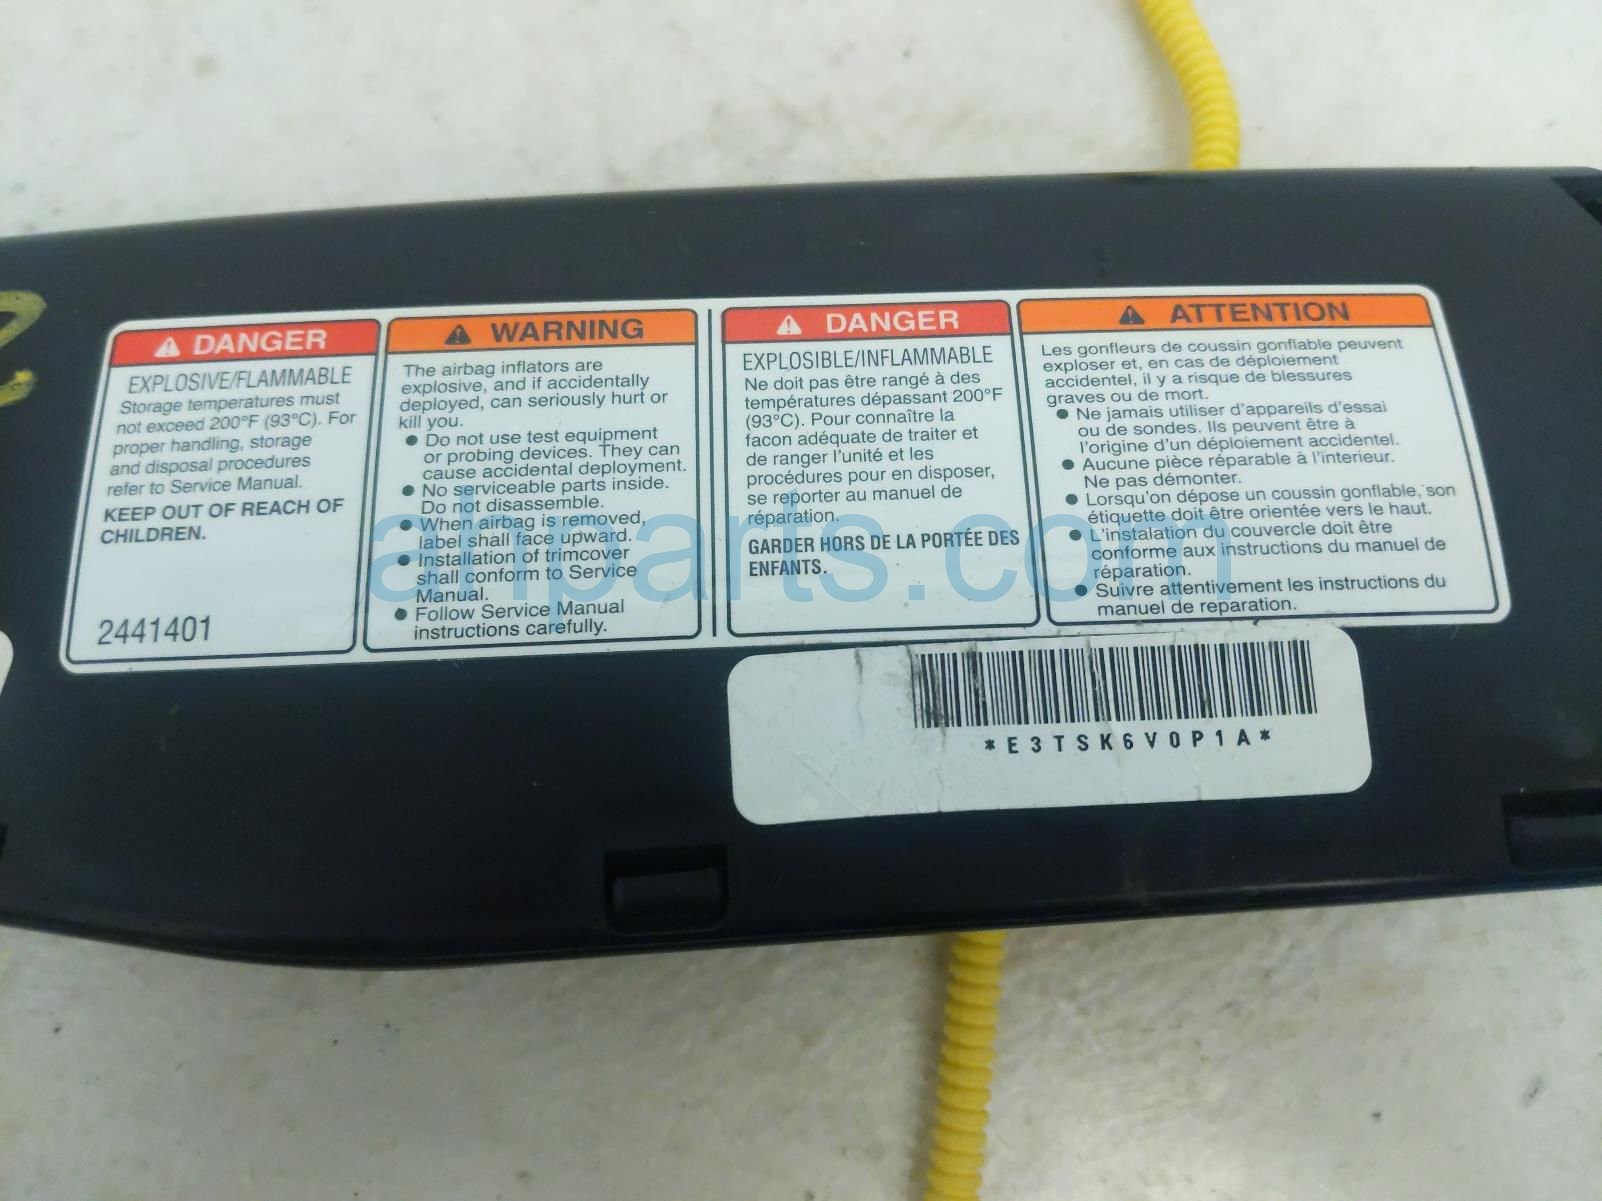 DANGER
EXPLOSIVE/FLAMMABLE
Storage temperatures must
not exceed 200°F (93°C). For
proper handling, storage
and disposal procedures
refer to Service Manual.
KEEP OUT OF REACH OF
CHILDREN.
2441401
WARNING
The airbag inflators are
explosive, and if accidentally
deployed, can seriously hurt or
kill you.
● Do not use test equipment
or probing devices. They can
cause accidental deployment.
● No serviceable parts inside.
Do not disassemble.
● When airbag is removed,
label shall face upward.
● Installation of trimcover
shall conform to Service
Manual.
● Follow Service Manual
instructions carefully.
DANGER
EXPLOSIBLE/INFLAMMABLE
Ne doit pas être rangé à des
températures dépassant 200°F
(93°C). Pour connaître la
facon adéquate de traiter et
de ranger l'unité et les
procédures pour en disposer,
se reporter au manuel de
réparation.
GARDER HORS DE LA PORTÉE DES
ENFANTS.
ATTENTION
Les gonfleurs de coussin gonflable peuvent
exploser et, en cas de déploiement
accidentel, il y a risque de blessures
graves ou de mort.
● Ne jamais utiliser d'appareils d'essai
ou de sondes. Ils peuvent être à
l'origine d'un déploiement accidentel.
● Aucune pièce réparable à l'interieur.
Ne pas démonter.
● Lorsqu'on dépose un coussin gonflable, son
étiquette doit être orientée vers le haut.
● L'instalation du couvercle doit être
conforme aux instructions du manuel de
réparation.
● Suivre attentivement les instructions du
manuel de reparation.
*E3TSK6V0P1A*
ahparts.com